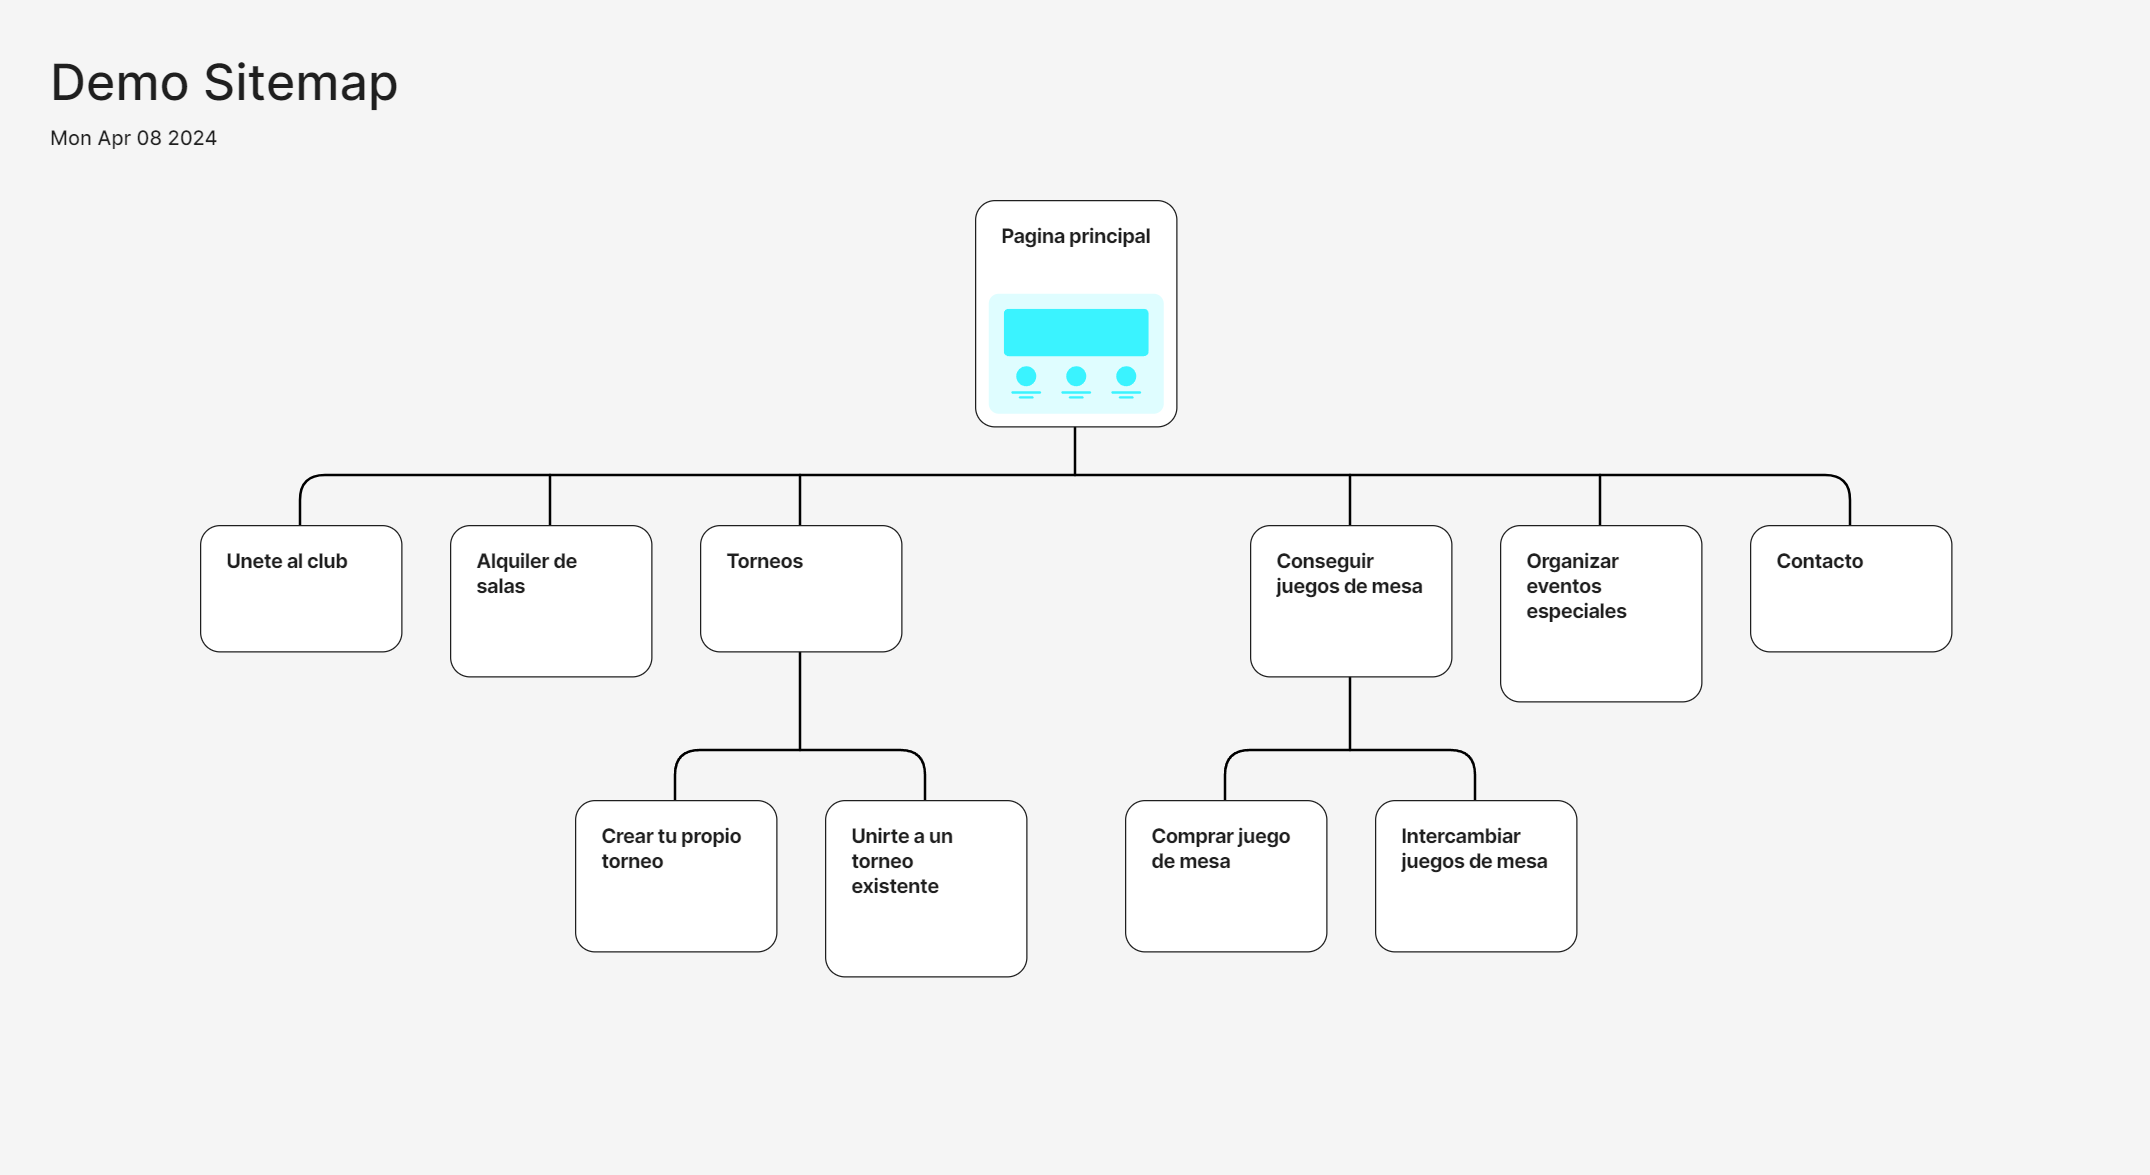 Demo Sitemap
Mon Apr 08 2024
Pagina principal
Unete al club
Alquiler de
salas
Torneos
Conseguir
juegos de mesa
Organizar
eventos
especiales
Contacto
Crear tu propio
torneo
Unirte a un
torneo
existente
Comprar juego
de mesa
Intercambiar
juegos de mesa